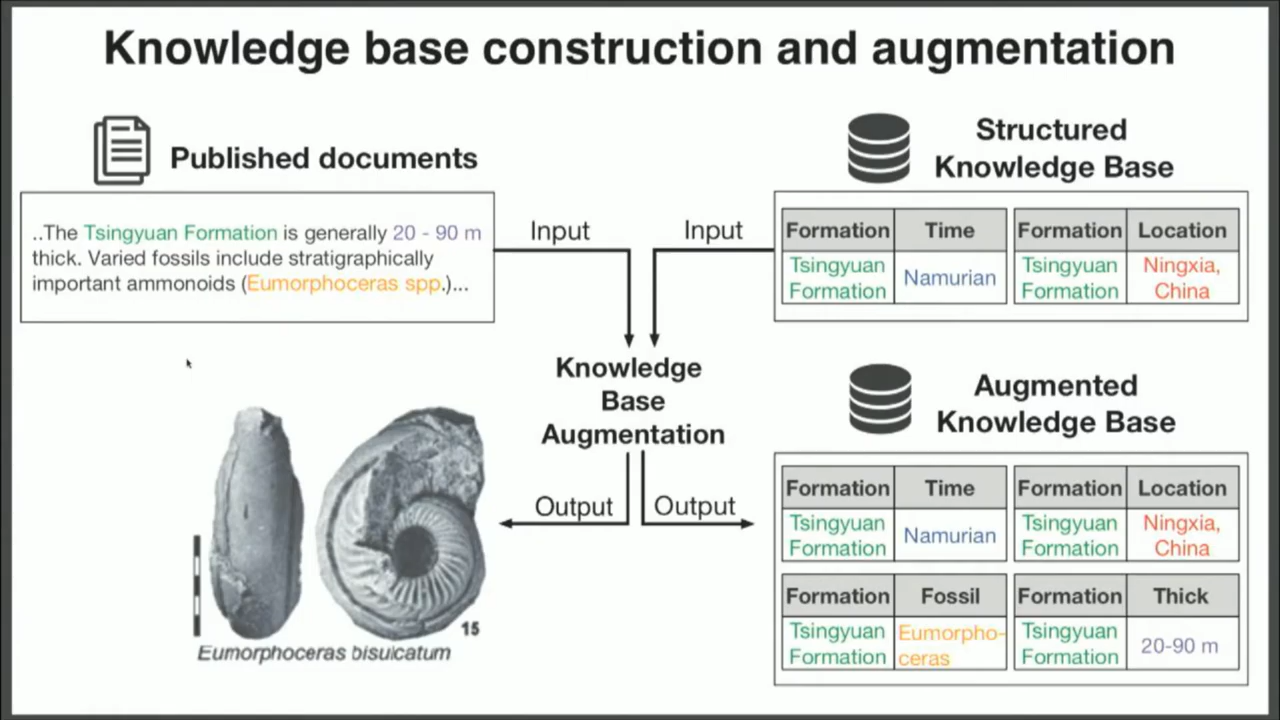 Knowledge base construction and augmentation
Published documents
..The Tsingyuan Formation is generally 20 - 90 m
thick. Varied fossils include stratigraphically
important ammonoids (Eumorphoceras spp.)...
Input
Input
Structured
Knowledge Base
Formation Time Formation Location
Tsingyuan Tsingyuan Ningxia,
Formation Namurian Formation China
Knowledge
Base
Augmentation
Output
Output
15
Eumorphoceras bisulcatum
Augmented
Knowledge Base
Formation Time Formation Location
Tsingyuan Tsingyuan Ningxia,
Formation Namurian Formation China
Formation Fossil Formation Thick
Tsingyuan Eumorpho- Tsingyuan
Formation ceras Formation 20-90 m